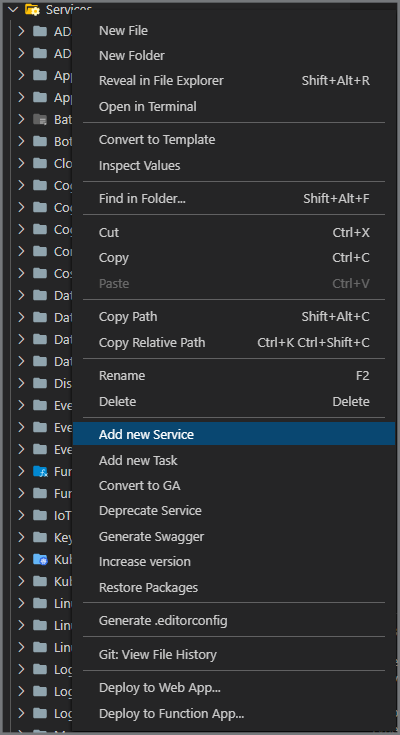 Services
AD
New File
AD
New Folder
App
Reveal in File Explorer Shift+Alt+R
App
Open in Terminal
Bat
Bot
Convert to Template
Clo
Inspect Values
Cog
Cog
Find in Folder... Shift+Alt+F
Cog
Cut Ctrl+X
Cor
Copy Ctrl+C
Cos
Paste Ctrl+V
Dat
Dat
Copy Path Shift+Alt+C
Dat
Copy Relative Path Ctrl+K Ctrl+Shift+C
Dat
Rename F2
Dis
Delete Delete
Eve
Eve
Add new Service
Eve
Add new Task
Fun
Convert to GA
Fur
Deprecate Service
IoT
Generate Swagger
Key
Increase version
Kub
Restore Packages
Kub
Linu
Generate .editorconfig
Linu
Linu
Git: View File History
Log
Log
Deploy to Web App...
Log
Deploy to Function App...